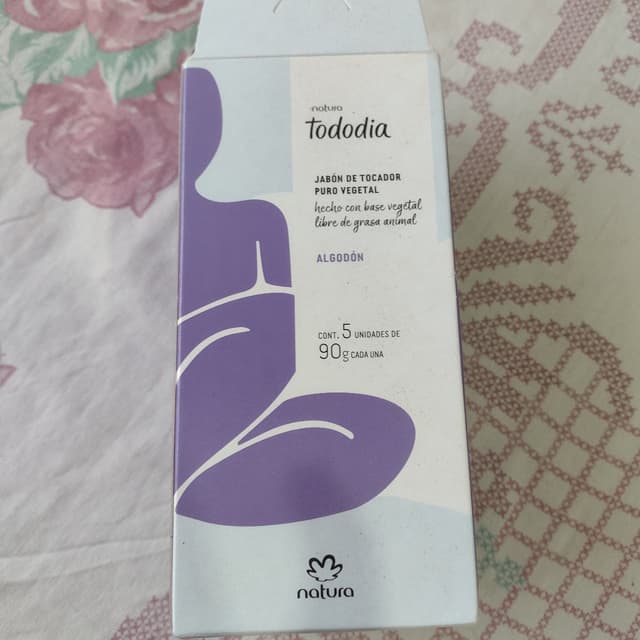 natura
Tododia
JABÓN DE TOCADOR
PURO VEGETAL
hecho con base vegetal
libre de grasa animal
ALGODÓN
CONT. 5 UNIDADES DE
90g CADA UNA
natura